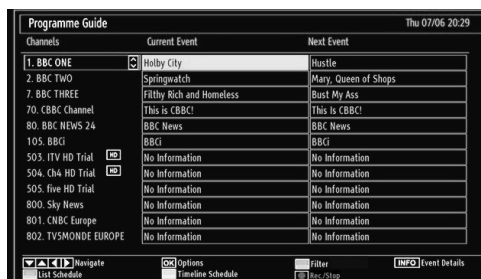 Programme Guide Thu 07/06 20:29
Channels Current Event Next Event
1. BBC ONE Holby City Hustle
2. BBC TWO Springwatch Mary, Queen of Shops
7. BBC THREE Filthy Rich and Homeless Bust My Ass
70. CBBC Channel This is CBBC! This Is CBBC!
80. BBC NEWS 24 BBC News BBC News
105. BBCi BBCi BBCi
503. ITV HD Trial HD No Information No Information
504. Ch4 HD Trial HD No Information No Information
505. five HD Trial No Information No Information
800. Sky News No Information No Information
801. CNBC Europe No Information No Information
802. TV5MONDE EUROPE No Information No Information
Navigate OK Options Filter INFO Event Details
List Schedule Timeline Schedule Rec/Stop